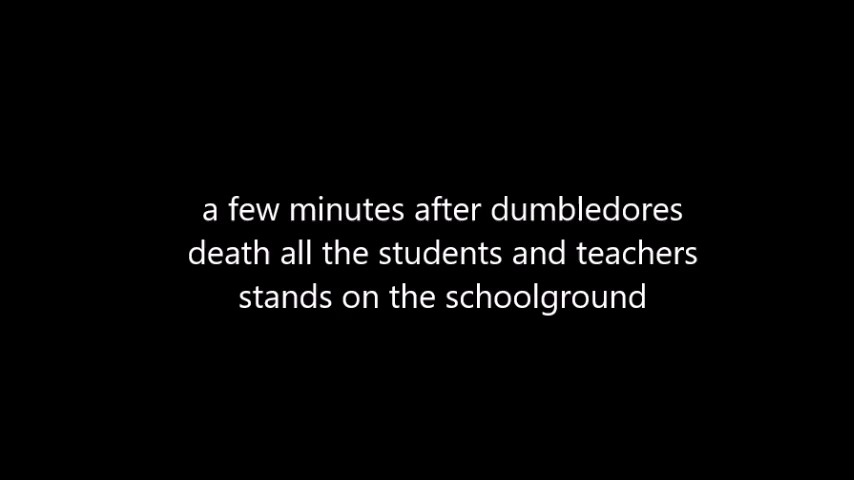 a few minutes after dumbledores
death all the students and teachers
stands on the schoolground